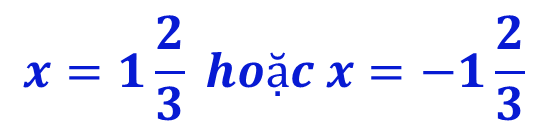 x = 1 2/3 hoặc x = −1 2/3